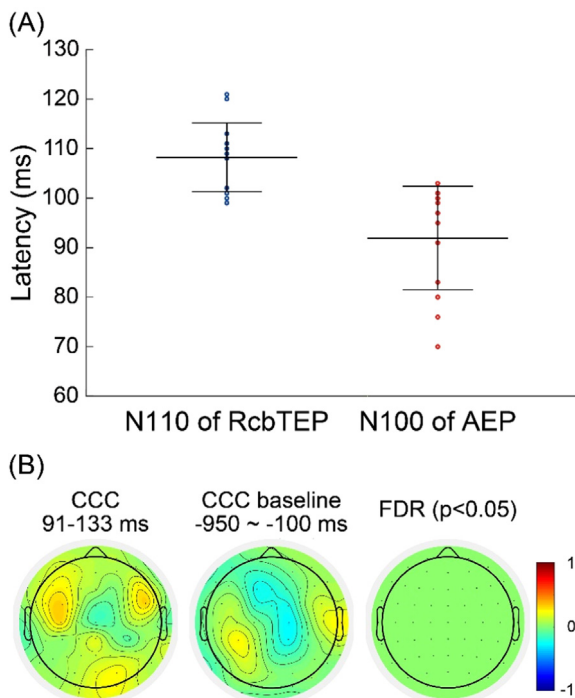 (A)
130
120
110
100
90
80
70
60
Latency (ms)
N110 of RcbTEP N100 of AEP
(B)
CCC
91-133 ms
CCC baseline
-950 ~ -100 ms
FDR (p<0.05)
1
0
-1